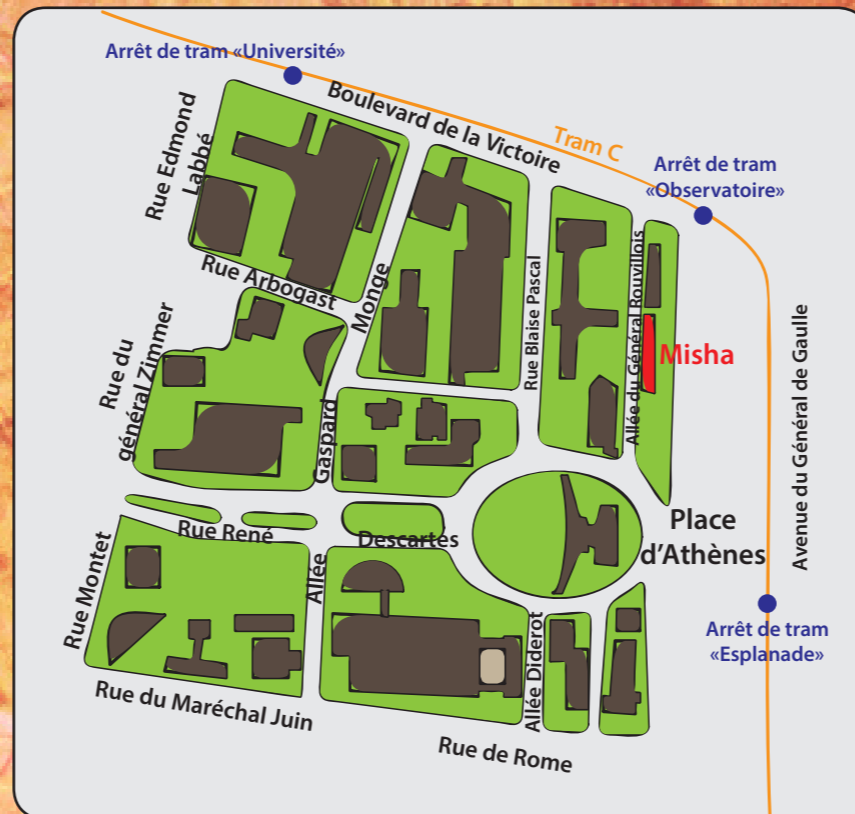 Arrêt de tram «Université»
Boulevard de la Victoire
Tram C
Arrêt de tram
«Observatoire»
Rue Edmond
Labbé
Rue Arbogast
Monge
Rue Blaise Pascal
Allée du Général Rouvillois
Misha
Rue du
général Zimmer
Gaspard
Avenue du Général de Gaulle
Place
d'Athènes
Rue René
Descartes
Allée
Rue Montet
Arrêt de tram
«Esplanade»
Allée Diderot
Rue du Maréchal Juin
Rue de Rome